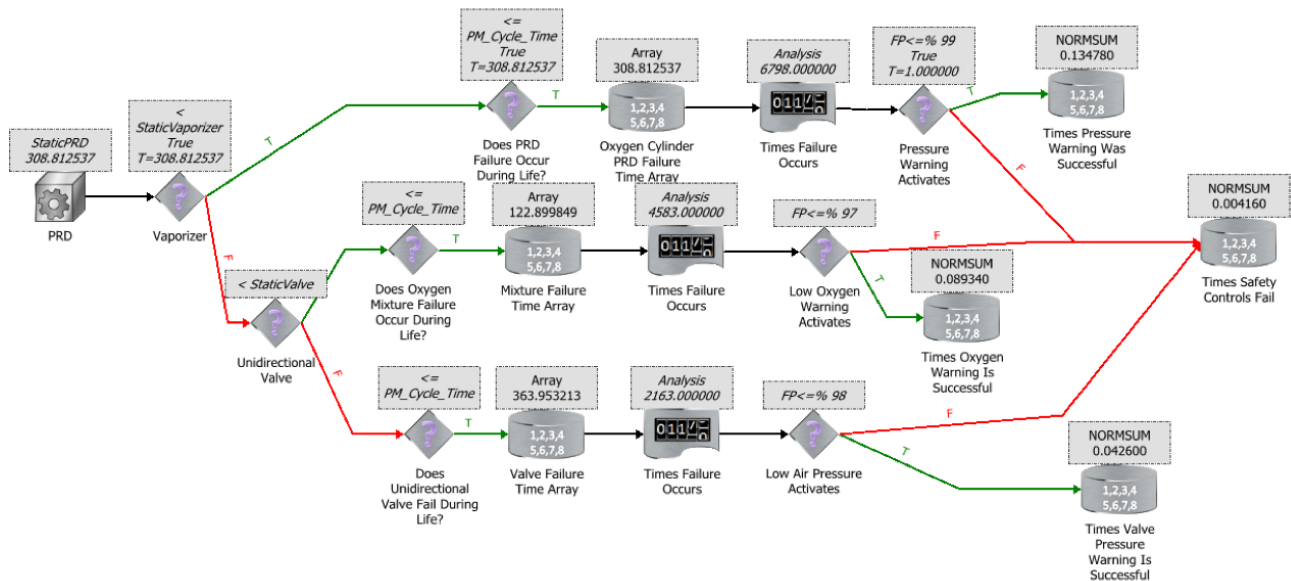 <=
PM_Cycle_Time
True
T=308.812537
Array
308.812537
Analysis
6798.000000
FP<=% 99
True
T=1.000000
NORMSUM
0.134780
<
StaticVaporizer
True
T=308.812537
T
T
1,2,3,4
5,6,7,8
T
1,2,3,4
5,6,7,8
StaticPRD
308.812537
Does PRD
Failure Occur
During Life?
Oxygen Cylinder
PRD Failure
Time Array
Times Failure
Occurs
Pressure
Warning
Activates
Times Pressure
Warning Was
Successful
F
<=
PM_Cycle_Time
Array
122.899849
Analysis
4583.000000
FP<=% 97
NORMSUM
0.004160
PRD
Vaporizer
T
1,2,3,4
5,6,7,8
F
1,2,3,4
5,6,7,8
F
T
NORMSUM
0.089340
< StaticValve
T
Does Oxygen
Mixture Failure
Occur During
Life?
Mixture Failure
Time Array
Times Failure
Occurs
Low Oxygen
Warning
Activates
Times Safety
Controls Fail
1,2,3,4
5,6,7,8
Unidirectional
Valve
F
Times Oxygen
Warning Is
Successful
<=
PM_Cycle_Time
Array
363.953213
Analysis
2163.000000
FP<=% 98
F
T
1,2,3,4
5,6,7,8
T
NORMSUM
0.042600
Does
Unidirectional
Valve Fail During
Life?
Valve Failure
Time Array
Times Failure
Occurs
Low Air Pressure
Activates
1,2,3,4
5,6,7,8
Times Valve
Pressure
Warning Is
Successful